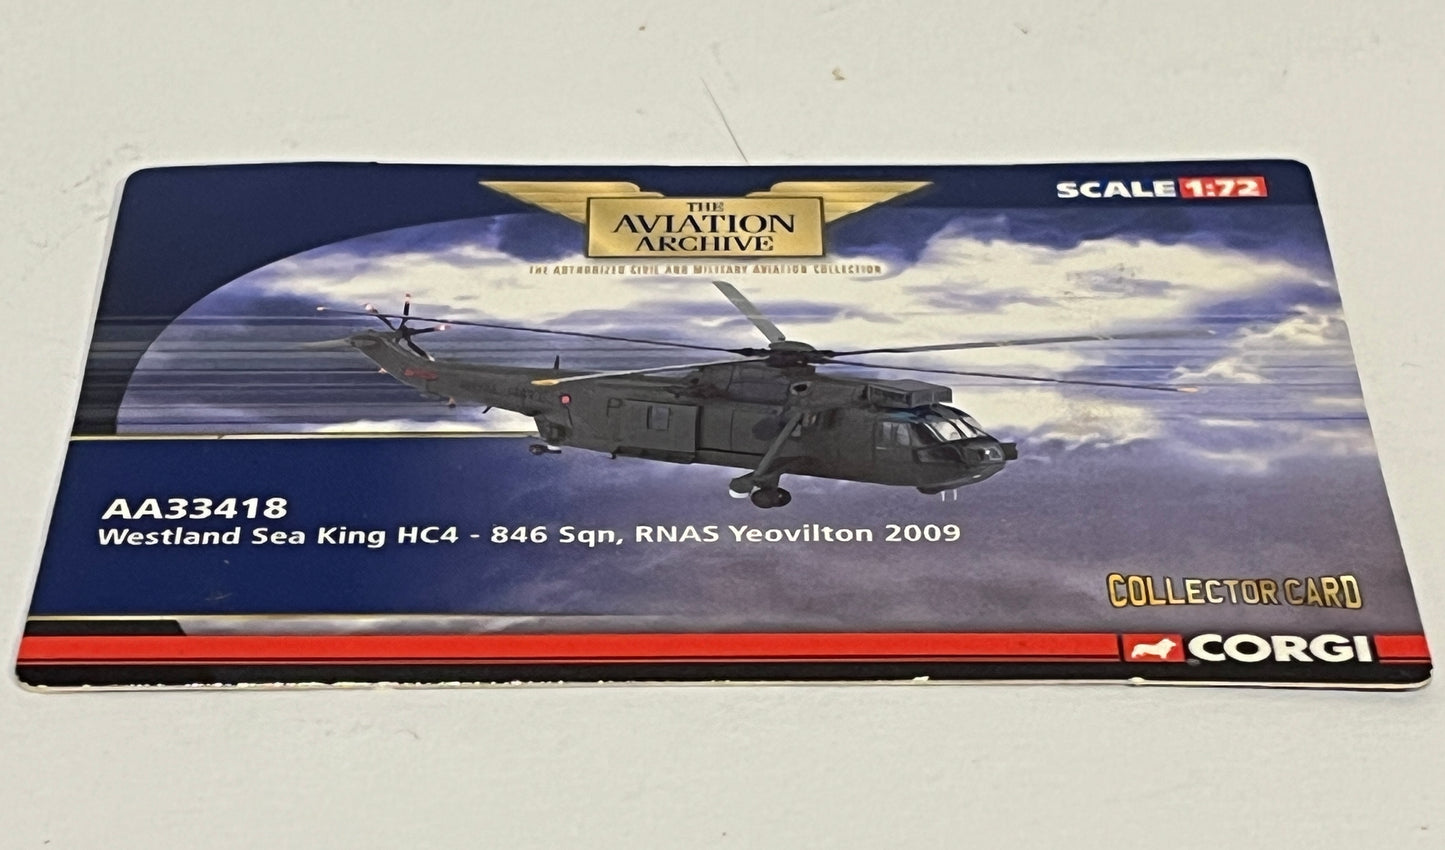 THE
AVIATION
ARCHIVE
THE AUTHORIZED CIVIL AND MILITARY AVIATION COLLECTION
SCALE 1:72
AA33418
Westland Sea King HC4 - 846 Sqn, RNAS Yeovilton 2009
COLLECTOR CARD
CORGI